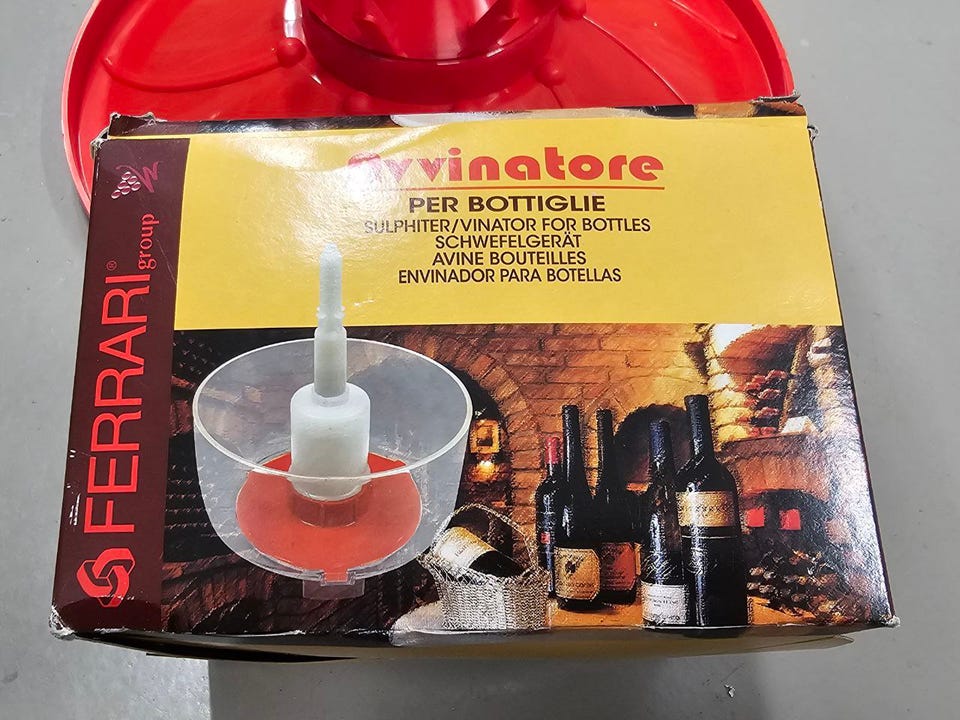 Avvinatore
PER BOTTIGLIE
SULPHITER/VINATOR FOR BOTTLES
SCHWEFELGERÄT
AVINE BOUTEILLES
ENVINADOR PARA BOTELLAS
FERRARI®
group